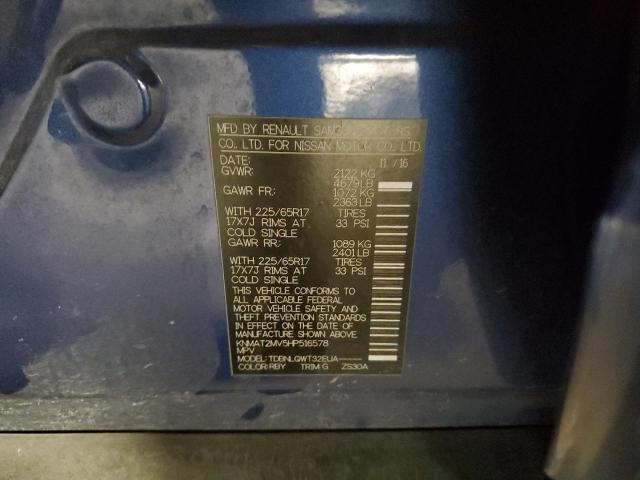 MFD BY RENAULT SAMSUNG MOTORS
CO., LTD. FOR NISSAN MOTOR CO., LTD.
DATE: 11 / 16
GVWR: 2122 KG
4679 LB
GAWR FR: 1072 KG
2363 LB
WITH 225/65R17 TIRES
17X7J RIMS AT 33 PSI
COLD SINGLE
GAWR RR: 1089 KG
2401 LB
WITH 225/65R17 TIRES
17X7J RIMS AT 33 PSI
COLD SINGLE
THIS VEHICLE CONFORMS TO
ALL APPLICABLE FEDERAL
MOTOR VEHICLE SAFETY AND
THEFT PREVENTION STANDARDS
IN EFFECT ON THE DATE OF
MANUFACTURE SHOWN ABOVE.
KNMAT2MV5HP516578
MPV
MODEL: TDBNLQWT32EUA-----
COLOR: RBY TRIM G ZS30A